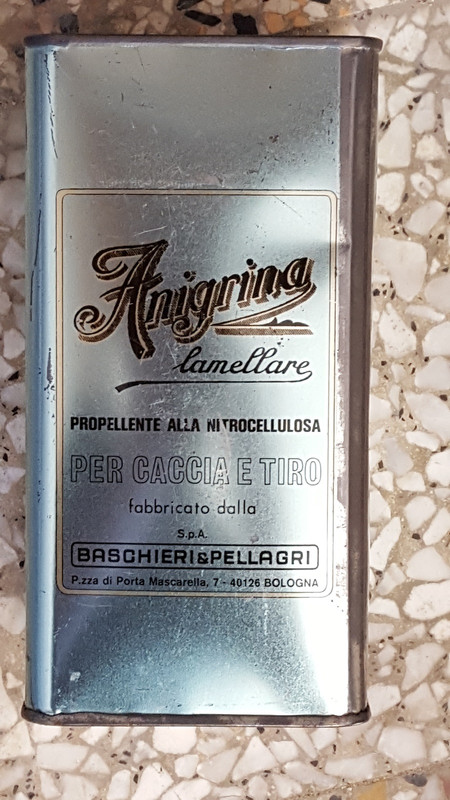 Anigrina
lamellare
PROPELLENTE ALLA NITROCELLULOSA
PER CACCIA E TIRO
fabbricato dalla
S.p.A.
BASCHIERI&PELLAGRI
P.zza di Porta Mascarella, 7 - 40126 BOLOGNA